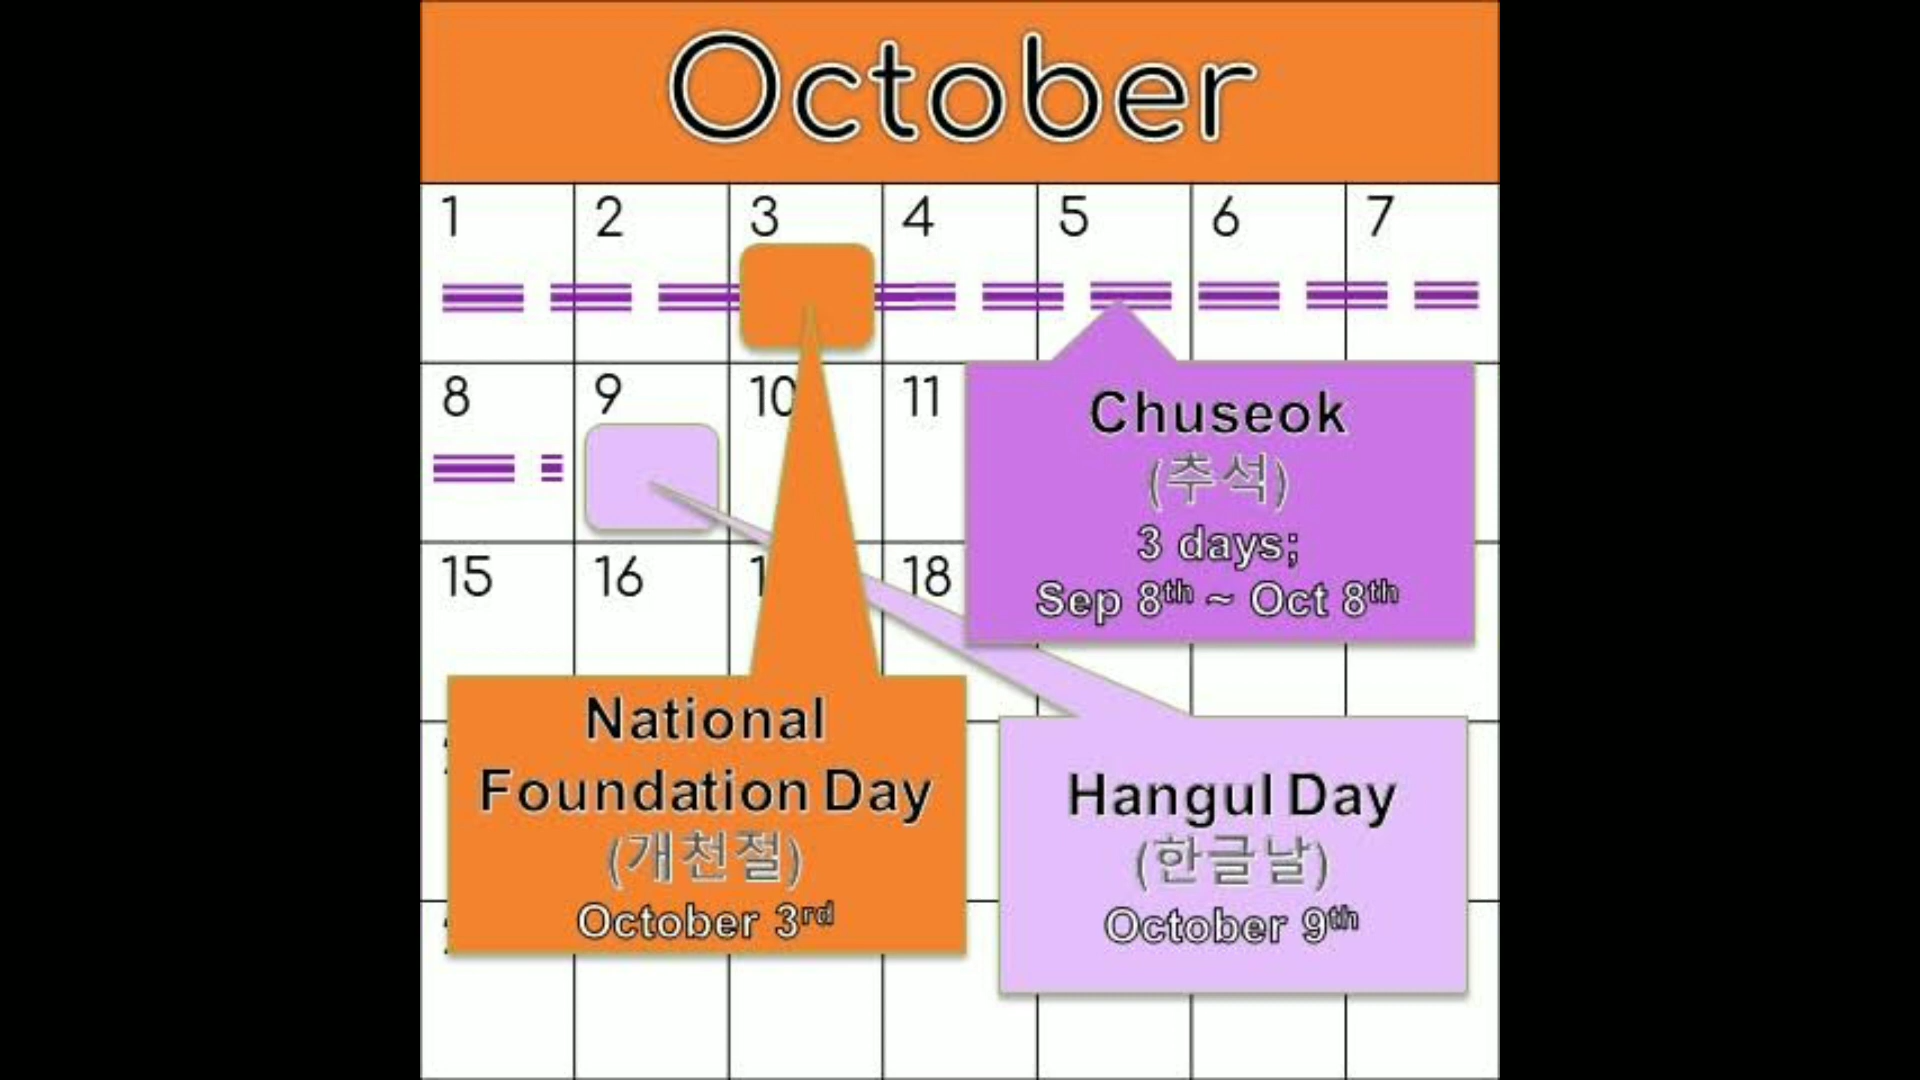 October
1 2 3 4 5 6 7
8 9 10 11
15 16 18
Chuseok
(추석)
3 days;
Sep 8th ~ Oct 8th
National
Foundation Day
(개천절)
October 3rd
Hangul Day
(한글날)
October 9th